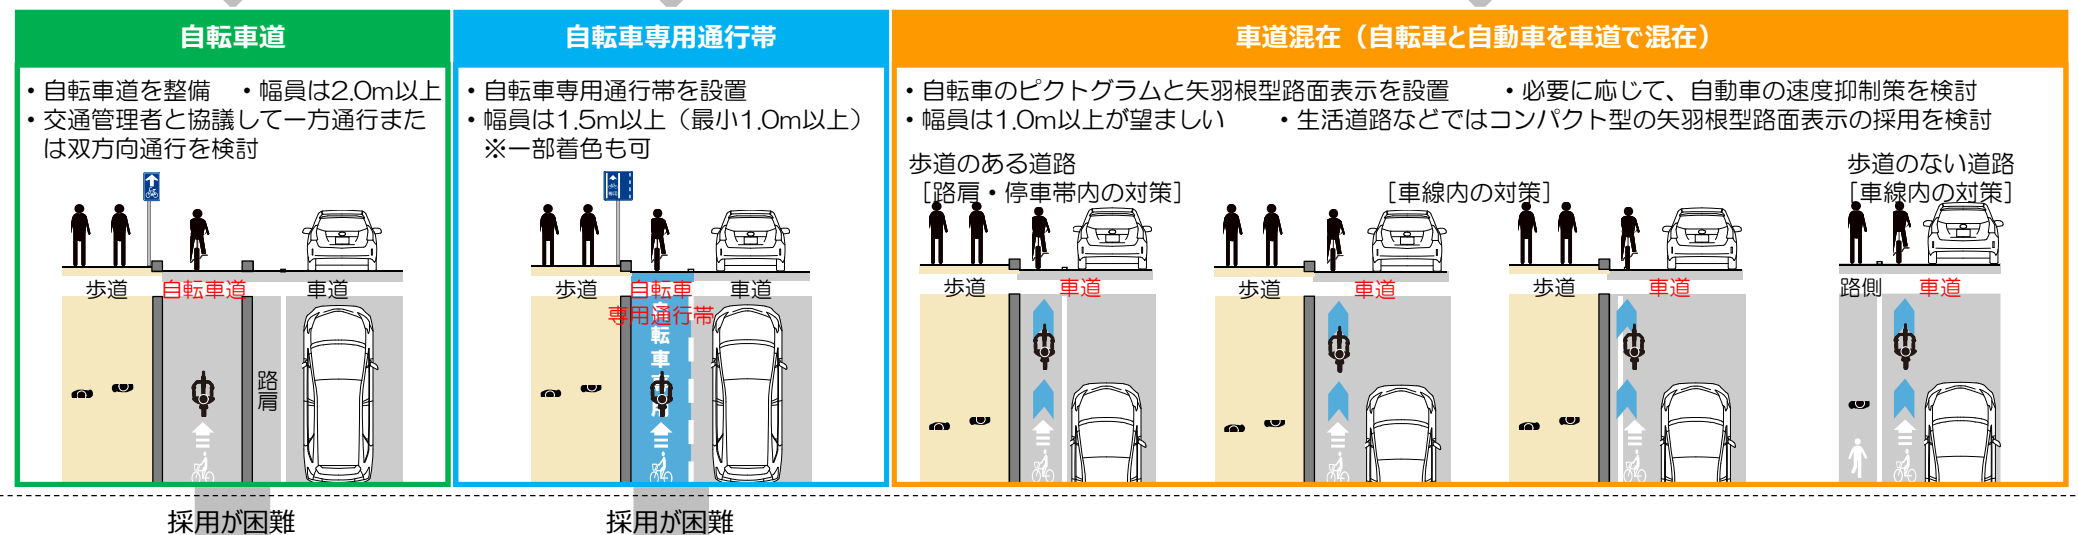 自転車道
・自転車道を整備 ・幅員は2.0m以上
・交通管理者と協議して一方通行また
は双方向通行を検討
歩道 自転車道 車道
路肩
自転車専用通行帯
・自転車専用通行帯を設置
・幅員は1.5m以上（最小1.0m以上）
※一部着色も可
歩道 自転車専用通行帯 車道
自転車専用
車道混在（自転車と自動車を車道で混在）
・自転車のピクトグラムと矢羽根型路面表示を設置 ・必要に応じて、自動車の速度抑制策を検討
・幅員は1.0m以上が望ましい ・生活道路などではコンパクト型の矢羽根型路面表示の採用を検討
歩道のある道路
［路肩・停車帯内の対策］
［車線内の対策］
歩道のない道路
［車線内の対策］
歩道 車道
歩道 車道
歩道 車道
路側 車道
採用が困難
採用が困難